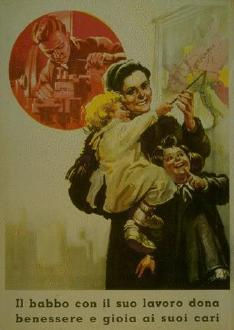 Il babbo con il suo lavoro dona
benessere e gioia ai suoi cari